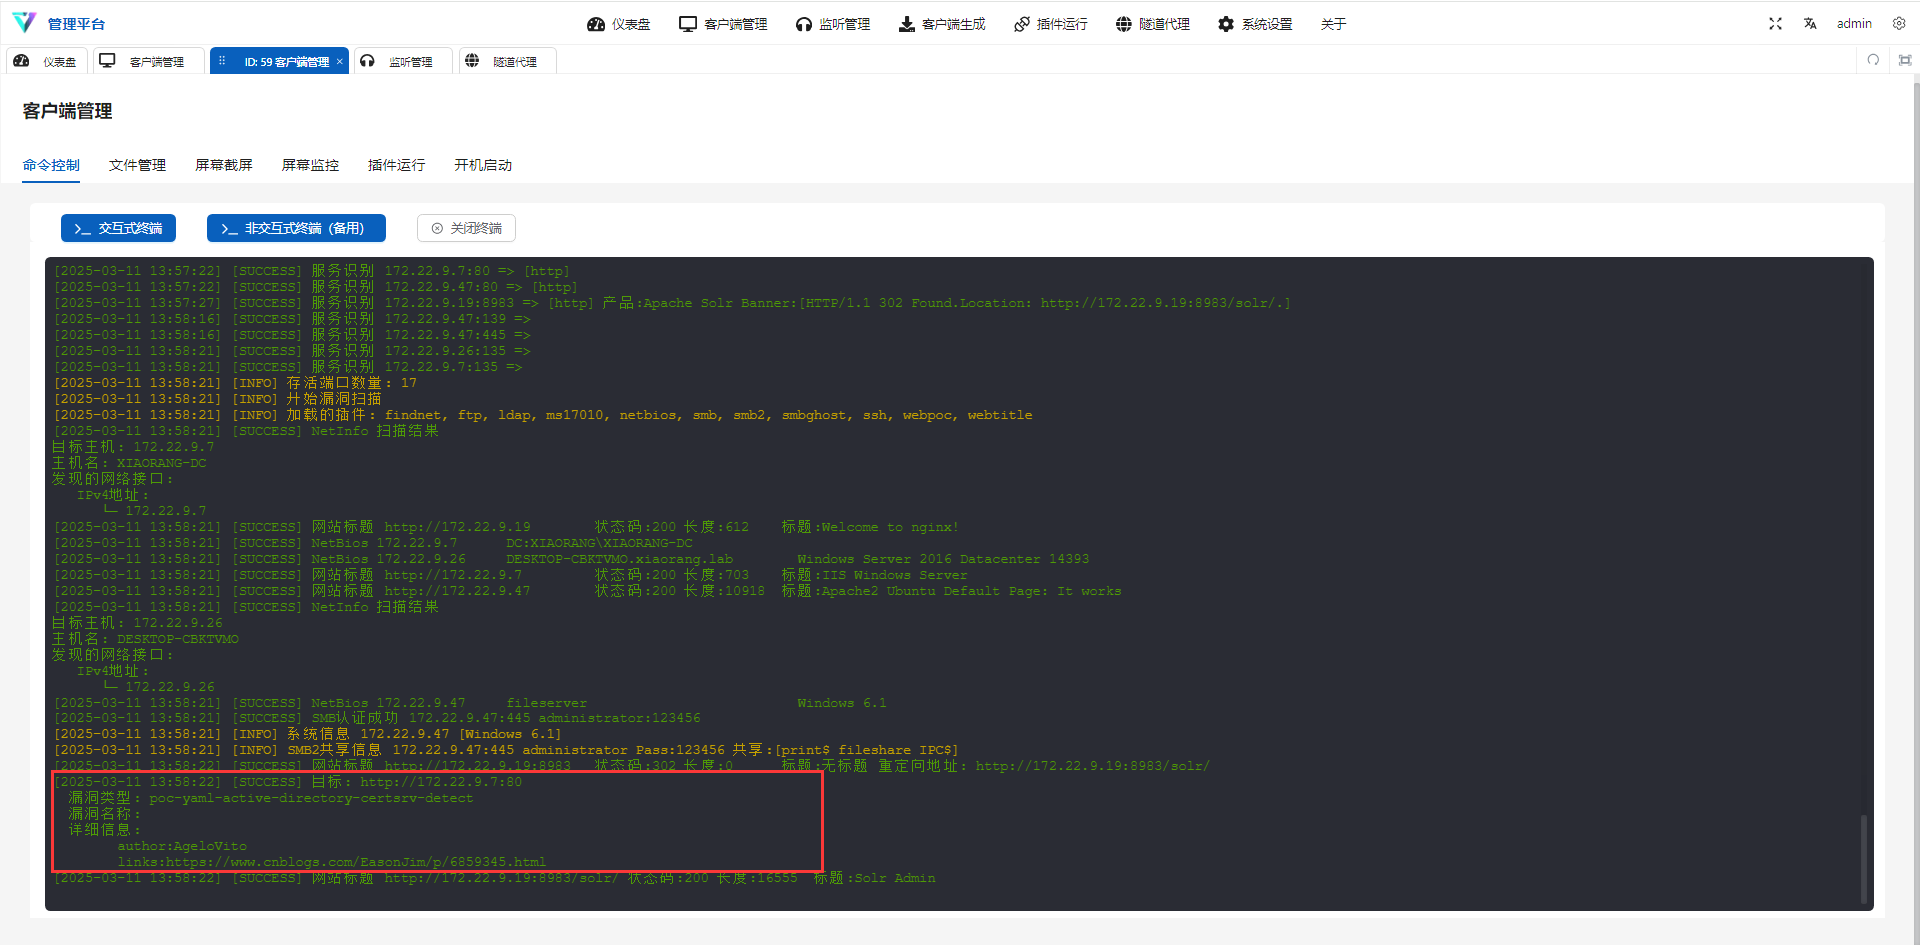 管理平台
仪表盘 客户端管理 监听管理 客户端生成 插件运行 隧道代理 系统设置 关于
admin
仪表盘 客户端管理 ID: 59 客户端管理 × 监听管理 隧道代理
客户端管理
命令控制 文件管理 屏幕截屏 屏幕监控 插件运行 开机启动
>_ 交互式终端 >_ 非交互式终端（备用） 关闭终端
[2025-03-11 13:57:22] [SUCCESS] 服务识别 172.22.9.7:80 => [http]
[2025-03-11 13:57:22] [SUCCESS] 服务识别 172.22.9.47:80 => [http]
[2025-03-11 13:57:27] [SUCCESS] 服务识别 172.22.9.19:8983 => [http] 产品:Apache Solr Banner:[HTTP/1.1 302 Found.Location: http://172.22.9.19:8983/solr/.]
[2025-03-11 13:58:16] [SUCCESS] 服务识别 172.22.9.47:139 =>
[2025-03-11 13:58:16] [SUCCESS] 服务识别 172.22.9.47:445 =>
[2025-03-11 13:58:21] [SUCCESS] 服务识别 172.22.9.26:135 =>
[2025-03-11 13:58:21] [SUCCESS] 服务识别 172.22.9.7:135 =>
[2025-03-11 13:58:21] [INFO] 存活端口数量: 17
[2025-03-11 13:58:21] [INFO] 开始漏洞扫描
[2025-03-11 13:58:21] [INFO] 加载的插件: findnet, ftp, ldap, ms17010, netbios, smb, smb2, smbghost, ssh, webpoc, webtitle
[2025-03-11 13:58:21] [SUCCESS] NetInfo 扫描结果
目标主机: 172.22.9.7
主机名: XIAORANG-DC
发现的网络接口:
IPv4地址:
└─ 172.22.9.7
[2025-03-11 13:58:21] [SUCCESS] 网站标题 http://172.22.9.19 状态码:200 长度:612 标题:Welcome to nginx!
[2025-03-11 13:58:21] [SUCCESS] NetBios 172.22.9.7 DC:XIAORANG\XIAORANG-DC
[2025-03-11 13:58:21] [SUCCESS] NetBios 172.22.9.26 DESKTOP-CBKTVMO.xiaorang.lab Windows Server 2016 Datacenter 14393
[2025-03-11 13:58:21] [SUCCESS] 网站标题 http://172.22.9.7 状态码:200 长度:703 标题:IIS Windows Server
[2025-03-11 13:58:21] [SUCCESS] 网站标题 http://172.22.9.47 状态码:200 长度:10918 标题:Apache2 Ubuntu Default Page: It works
[2025-03-11 13:58:21] [SUCCESS] NetInfo 扫描结果
目标主机: 172.22.9.26
主机名: DESKTOP-CBKTVMO
发现的网络接口:
IPv4地址:
└─ 172.22.9.26
[2025-03-11 13:58:21] [SUCCESS] NetBios 172.22.9.47 fileserver Windows 6.1
[2025-03-11 13:58:21] [SUCCESS] SMB认证成功 172.22.9.47:445 administrator:123456
[2025-03-11 13:58:21] [INFO] 系统信息 172.22.9.47 [Windows 6.1]
[2025-03-11 13:58:21] [INFO] SMB2共享信息 172.22.9.47:445 administrator Pass:123456 共享:[print$ fileshare IPC$]
[2025-03-11 13:58:22] [SUCCESS] 网站标题 http://172.22.9.19:8983 状态码:302 长度:0 标题:无标题 重定向地址: http://172.22.9.19:8983/solr/
[2025-03-11 13:58:22] [SUCCESS] 目标: http://172.22.9.7:80
漏洞类型: poc-yaml-active-directory-certsrv-detect
漏洞名称:
详细信息:
author:AgeloVito
links:https://www.cnblogs.com/EasonJim/p/6859345.html
[2025-03-11 13:58:22] [SUCCESS] 网站标题 http://172.22.9.19:8983/solr/ 状态码:200 长度:16555 标题:Solr Admin